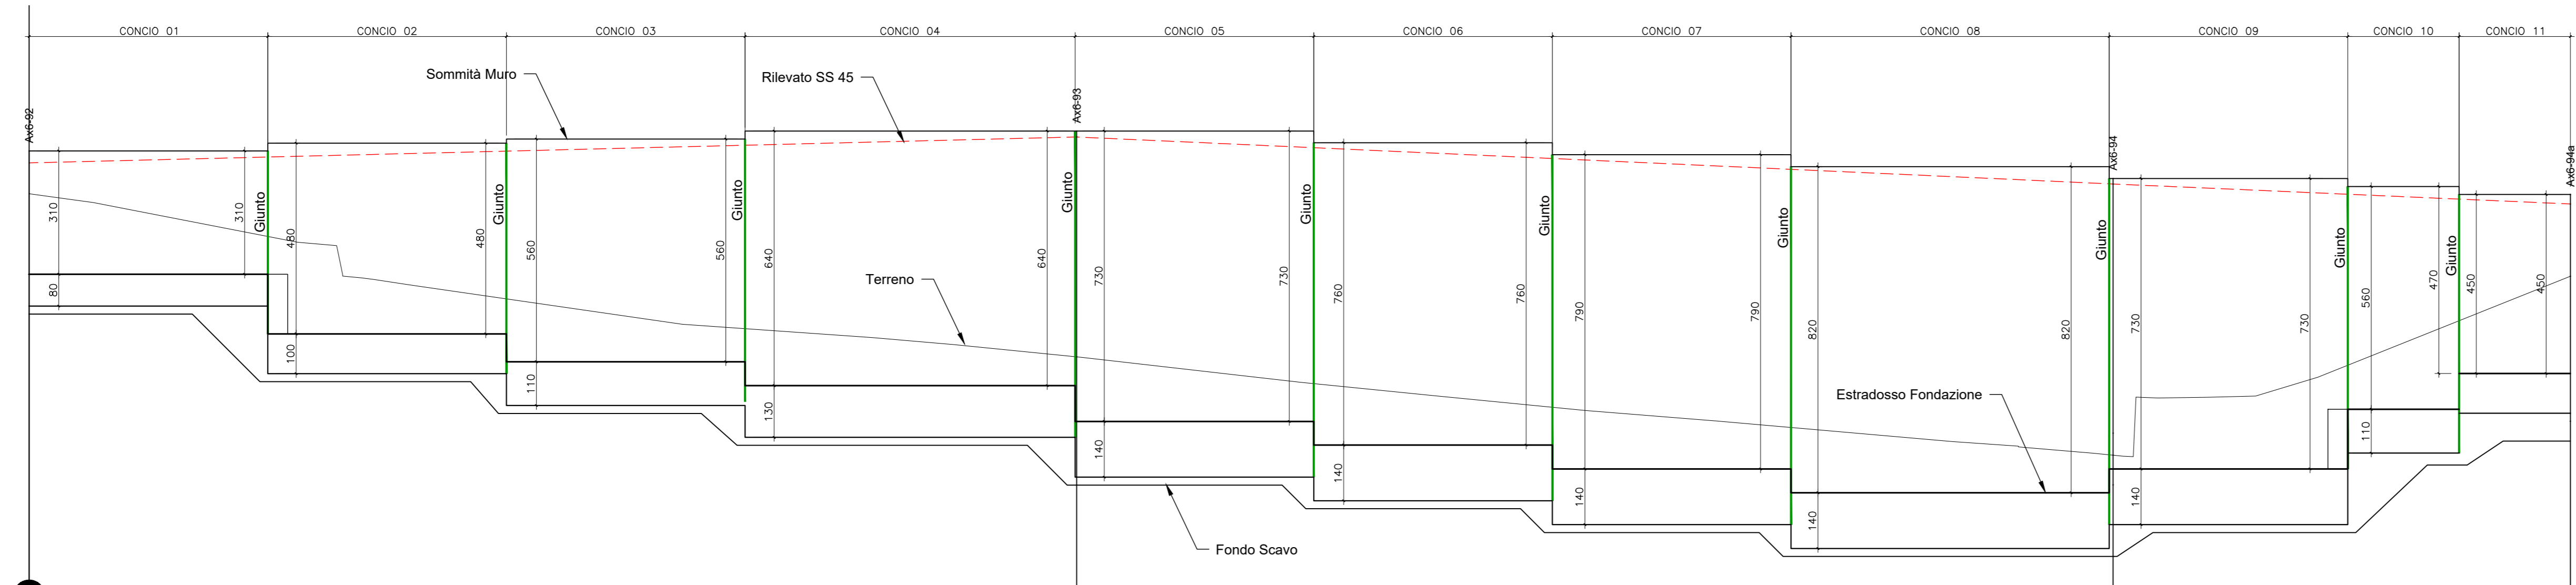 CONCIO 01
CONCIO 02
CONCIO 03
CONCIO 04
CONCIO 05
CONCIO 06
CONCIO 07
CONCIO 08
CONCIO 09
CONCIO 10
CONCIO 11
Sommità Muro
Rilevato SS 45
Ax6-92
Ax6-93
Ax6-94
Ax6-94a
Giunto
Giunto
Giunto
Giunto
Giunto
Giunto
Giunto
Giunto
Giunto
Giunto
310
310
480
480
560
560
640
640
730
730
760
760
790
790
820
820
730
730
560
470
450
450
Terreno
80
100
110
130
140
140
140
140
140
110
Estradosso Fondazione
Fondo Scavo